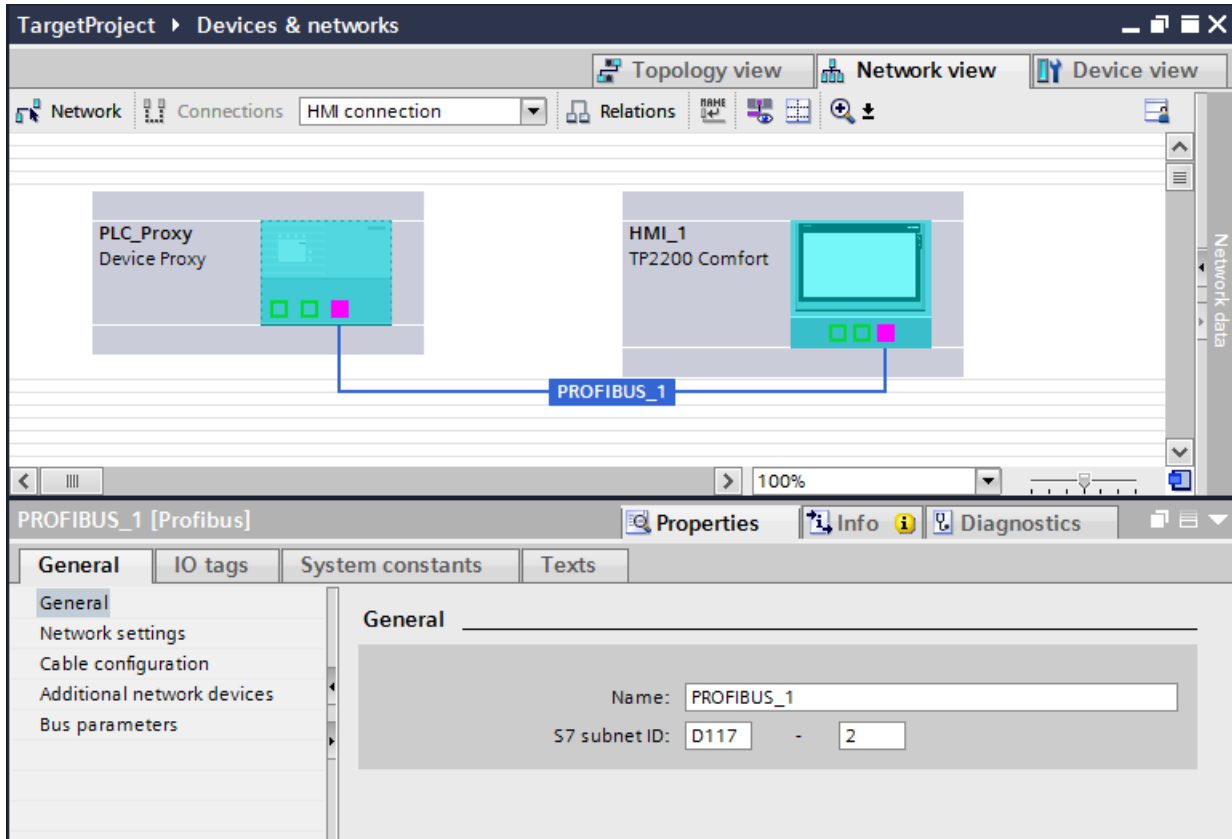 TargetProject ▸ Devices & networks
Topology view Network view Device view
Network Connections HMI connection Relations
PLC_Proxy
Device Proxy
HMI_1
TP2200 Comfort
PROFIBUS_1
Network data
100%
PROFIBUS_1 [Profibus] Properties Info Diagnostics
General IO tags System constants Texts
General
Network settings
Cable configuration
Additional network devices
Bus parameters
General
Name: PROFIBUS_1
S7 subnet ID: D117 - 2